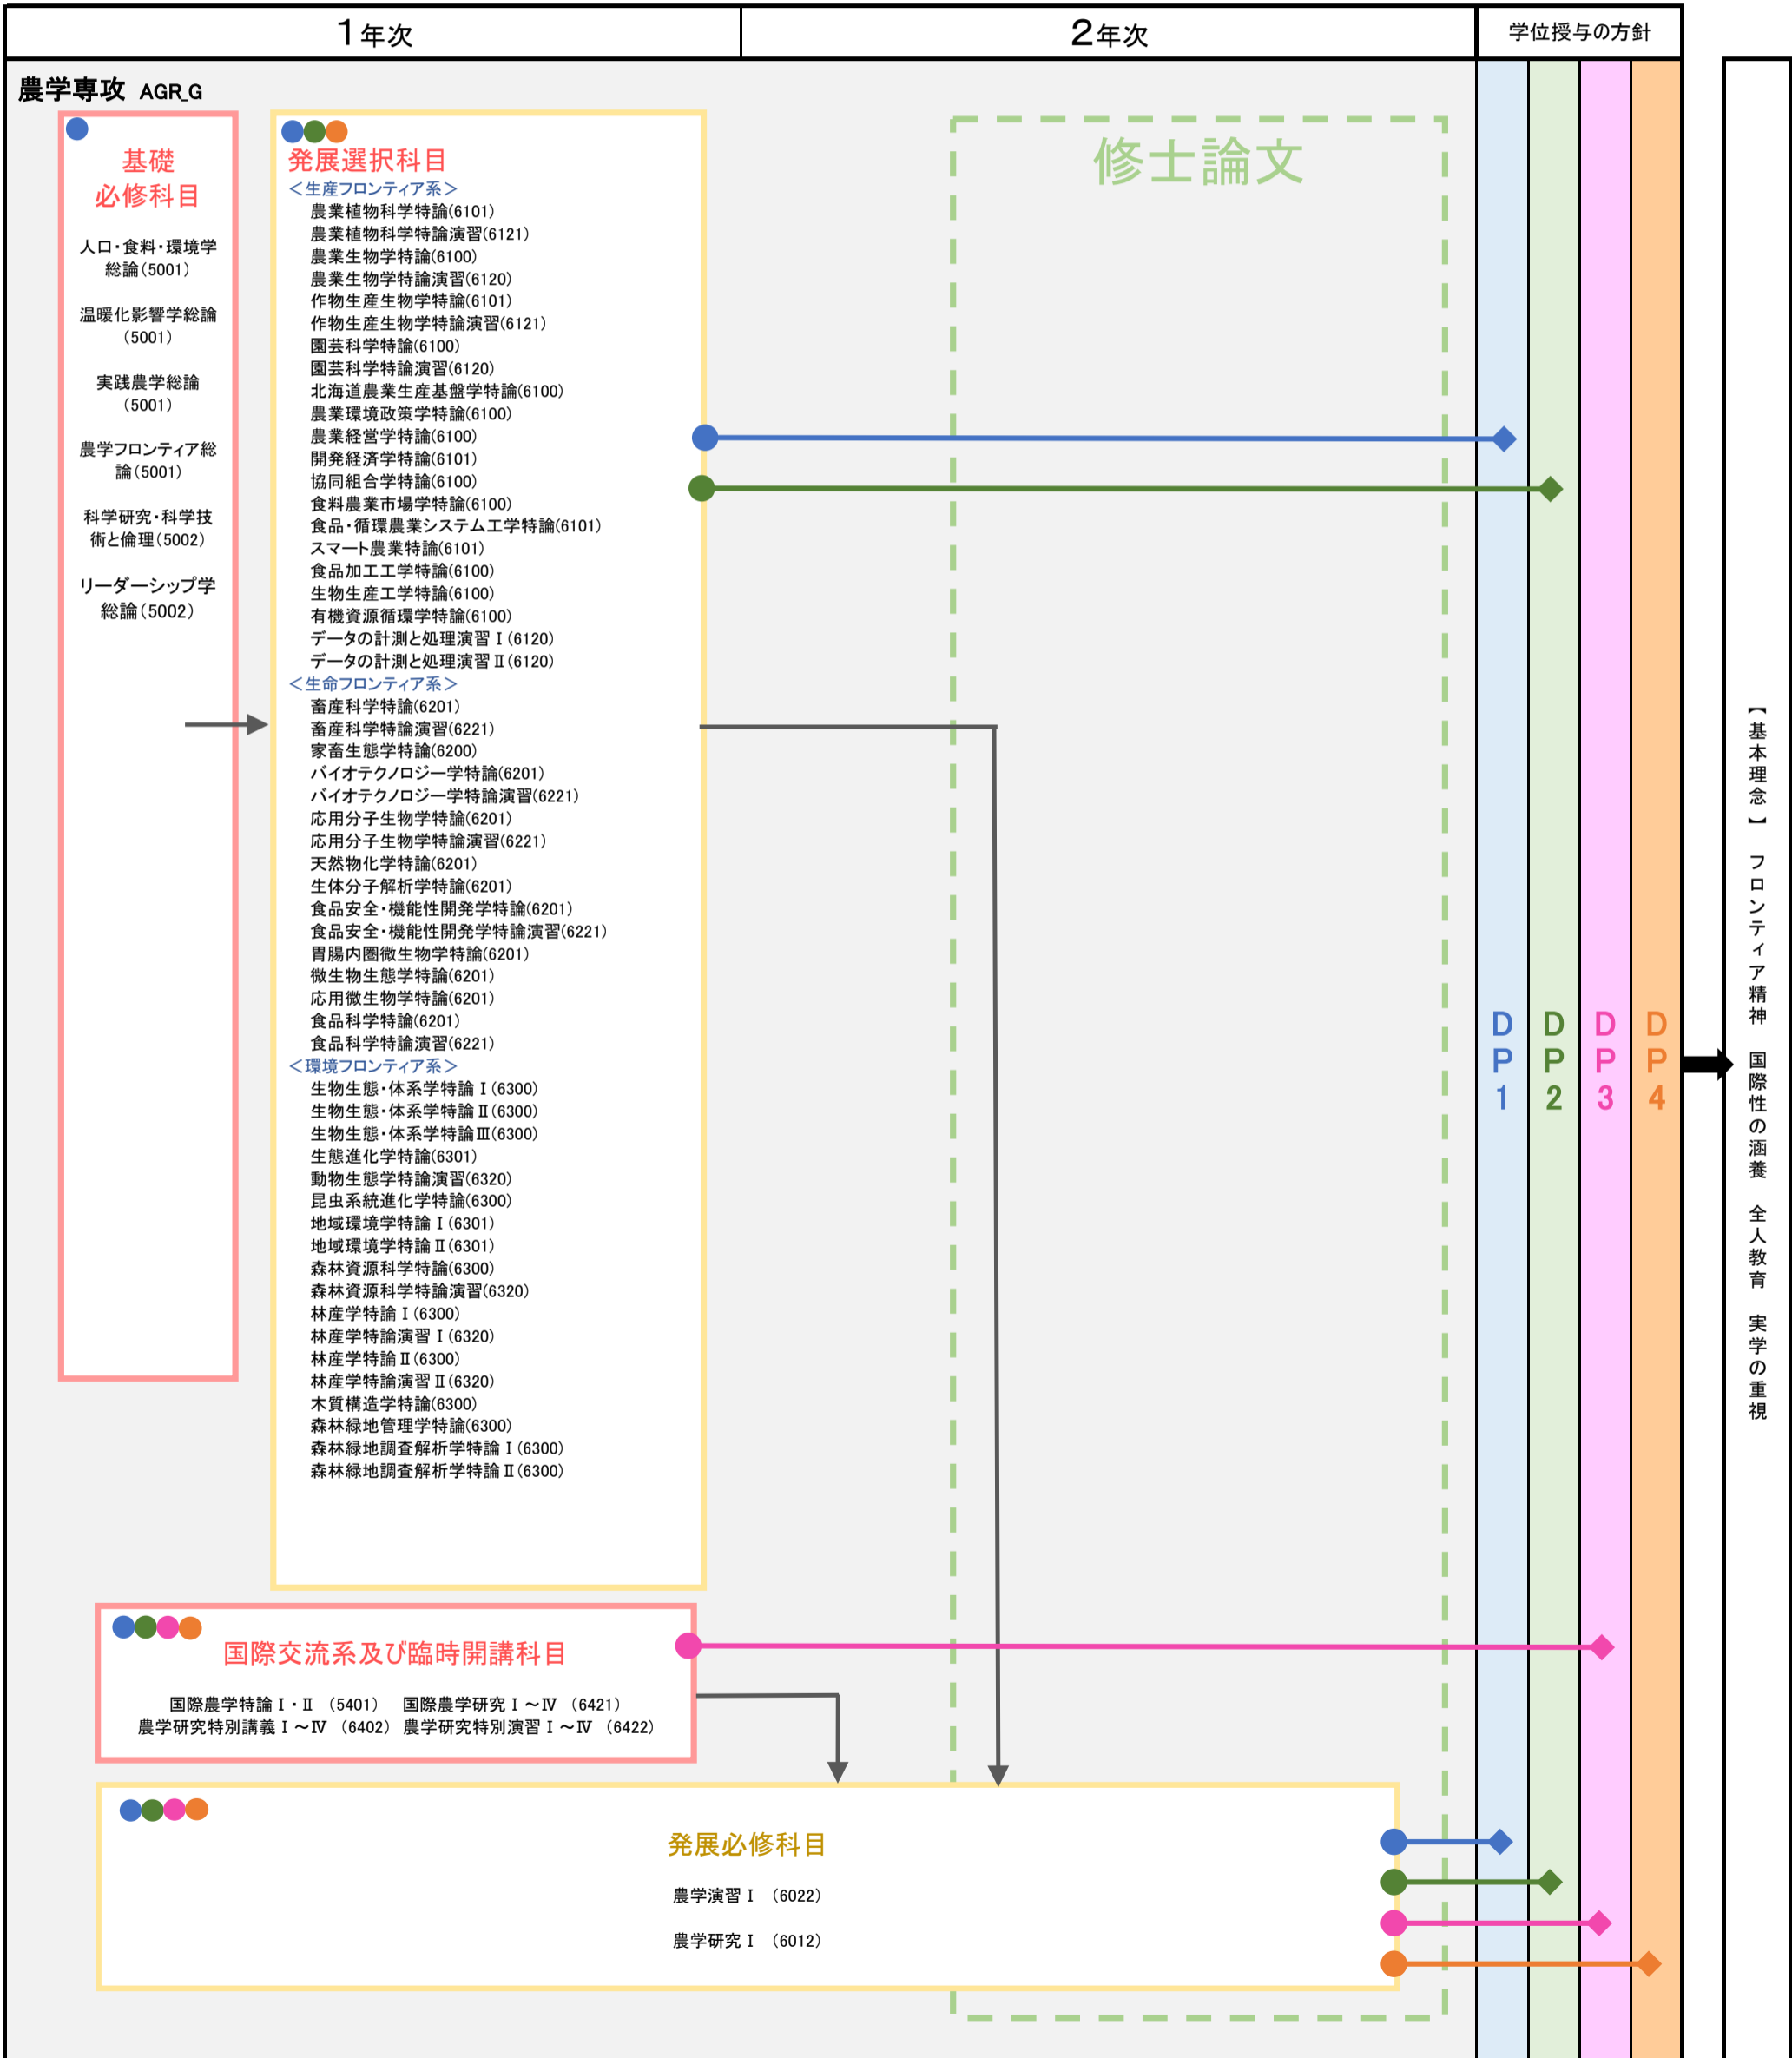 1年次
2年次
学位授与の方針
農学専攻 AGR_G
基礎
必修科目
人口・食料・環境学
総論(5001)
温暖化影響学総論
(5001)
実践農学総論
(5001)
農学フロンティア総
論(5001)
科学研究・科学技
術と倫理(5002)
リーダーシップ学
総論(5002)
発展選択科目
＜生産フロンティア系＞
農業植物科学特論(6101)
農業植物科学特論演習(6121)
農業生物学特論(6100)
農業生物学特論演習(6120)
作物生産生物学特論(6101)
作物生産生物学特論演習(6121)
園芸科学特論(6100)
園芸科学特論演習(6120)
北海道農業生産基盤学特論(6100)
農業環境政策学特論(6100)
農業経営学特論(6100)
開発経済学特論(6101)
協同組合学特論(6100)
食料農業市場学特論(6100)
食品・循環農業システム工学特論(6101)
スマート農業特論(6101)
食品加工工学特論(6100)
生物生産工学特論(6100)
有機資源循環学特論(6100)
データの計測と処理演習Ⅰ(6120)
データの計測と処理演習Ⅱ(6120)
＜生命フロンティア系＞
畜産科学特論(6201)
畜産科学特論演習(6221)
家畜生態学特論(6200)
バイオテクノロジー学特論(6201)
バイオテクノロジー学特論演習(6221)
応用分子生物学特論(6201)
応用分子生物学特論演習(6221)
天然物化学特論(6201)
生体分子解析学特論(6201)
食品安全・機能性開発学特論(6201)
食品安全・機能性開発学特論演習(6221)
胃腸内圏微生物学特論(6201)
微生物生態学特論(6201)
応用微生物学特論(6201)
食品科学特論(6201)
食品科学特論演習(6221)
＜環境フロンティア系＞
生物生態・体系学特論Ⅰ(6300)
生物生態・体系学特論Ⅱ(6300)
生物生態・体系学特論Ⅲ(6300)
生態進化学特論(6301)
動物生態学特論演習(6320)
昆虫系統進化学特論(6300)
地域環境学特論Ⅰ(6301)
地域環境学特論Ⅱ(6301)
森林資源科学特論(6300)
森林資源科学特論演習(6320)
林産学特論Ⅰ(6300)
林産学特論演習Ⅰ(6320)
林産学特論Ⅱ(6300)
林産学特論演習Ⅱ(6320)
木質構造学特論(6300)
森林緑地管理学特論(6300)
森林緑地調査解析学特論Ⅰ(6300)
森林緑地調査解析学特論Ⅱ(6300)
修士論文
国際交流系及び臨時開講科目
国際農学特論Ⅰ・Ⅱ (5401) 国際農学研究Ⅰ～Ⅳ (6421)
農学研究特別講義Ⅰ～Ⅳ (6402) 農学研究特別演習Ⅰ～Ⅳ (6422)
発展必修科目
農学演習Ⅰ (6022)
農学研究Ⅰ (6012)
DP1
DP2
DP3
DP4
【基本理念】 フロンティア精神 国際性の涵養 全人教育 実学の重視